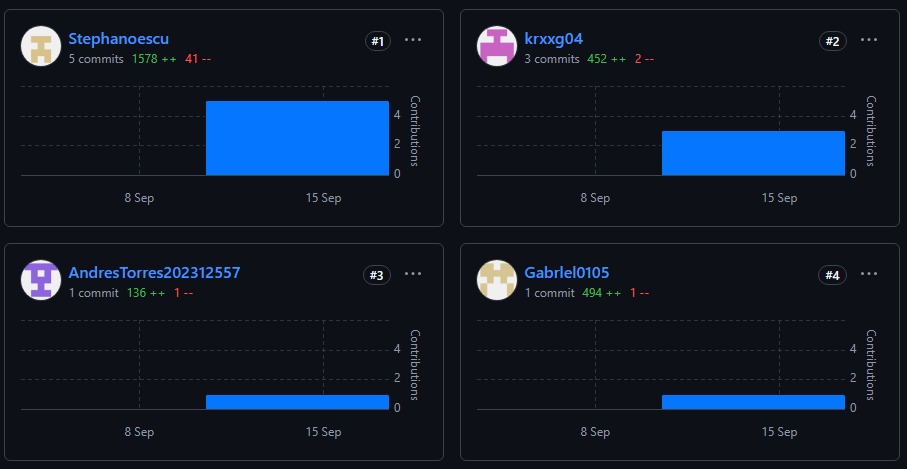 Stephanoescu #1 ...
5 commits 1578 ++ 41 --
4
2
0
Contributions
8 Sep 15 Sep
krxxg04 #2 ...
3 commits 452 ++ 2 --
4
2
0
Contributions
8 Sep 15 Sep
AndresTorres202312557 #3 ...
1 commit 136 ++ 1 --
4
2
0
Contributions
8 Sep 15 Sep
Gabrlel0105 #4 ...
1 commit 494 ++ 1 --
4
2
0
Contributions
8 Sep 15 Sep